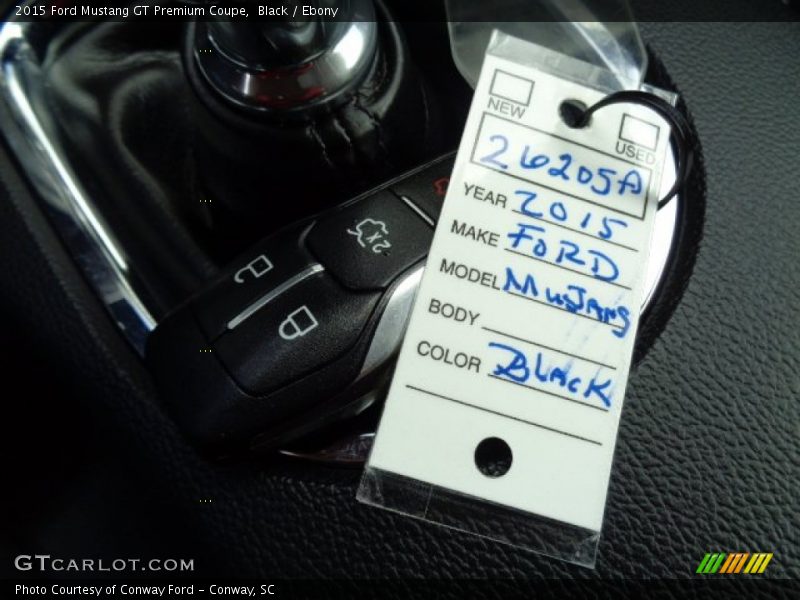 2015 Ford Mustang GT Premium Coupe, Black / Ebony
NEW
USED
26205A
YEAR 2015
MAKE FORD
MODEL MUSTANG
BODY
COLOR BLACK
2X
GTCARLOT.COM
Photo Courtesy of Conway Ford - Conway, SC